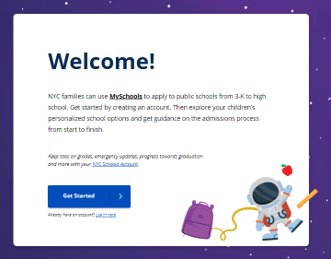 Welcome!
NYC families can use MySchools to apply to public schools from 3-K to high
school. Get started by creating an account. Then explore your children's
personalized school options and get guidance on the admissions process
from start to finish.
Keep tabs on grades, emergency updates, progress towards graduation
and more with your NYC Schools Account.
Get Started
Already have an account? Log in here